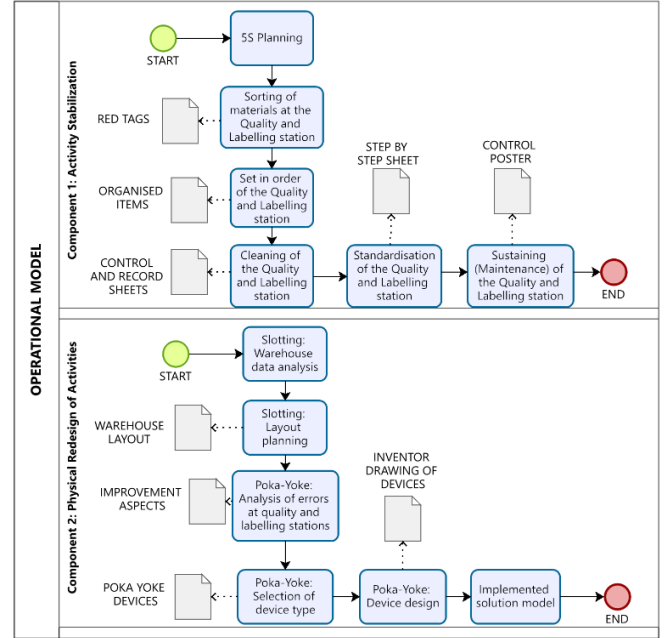 OPERATIONAL MODEL
Component 1: Activity Stabilization
START
5S Planning
RED TAGS
Sorting of
materials at the
Quality and
Labelling station
ORGANISED
ITEMS
Set in order
of the Quality
and Labelling
station
CONTROL
AND RECORD
SHEETS
Cleaning of
the Quality
and Labelling
station
STEP BY
STEP SHEET
Standardisation
of the Quality
and Labelling
station
CONTROL
POSTER
Sustaining
(Maintenance) of
the Quality and
Labelling station
END
Component 2: Physical Redesign of Activities
START
Slotting:
Warehouse
data analysis
WAREHOUSE
LAYOUT
Slotting:
Layout
planning
IMPROVEMENT
ASPECTS
Poka-Yoke:
Analysis of errors
at quality and
labelling stations
POKA YOKE
DEVICES
Poka-Yoke:
Selection of
device type
INVENTOR
DRAWING OF
DEVICES
Poka-Yoke:
Device design
Implemented
solution model
END